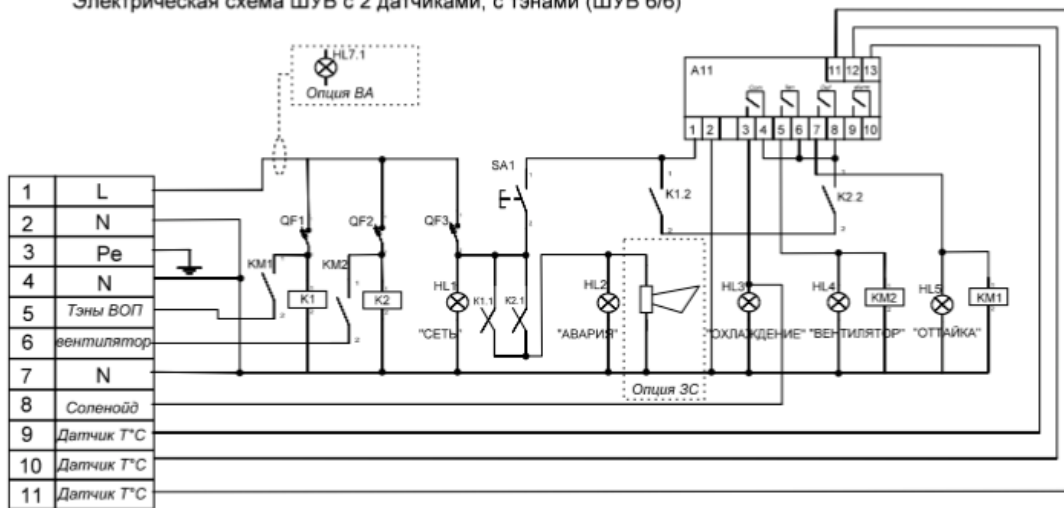 Электрическая схема ШУВ с 2 датчиками, с тэнами (ШУВ 6/6)
HL7.1
Опция ВА
A11
11 12 13
1 2 3 4 5 6 7 8 9 10
SA1
K1.2
K2.2
1 L
2 N
3 Pe
4 N
5 Тэны ВОП
6 вентилятор
7 N
8 Соленойд
9 Датчик Т°С
10 Датчик Т°С
11 Датчик Т°С
QF1
QF2
QF3
KM1
KM2
K1
K2
HL1
"СЕТЬ"
K1.1
K2.1
HL2
"АВАРИЯ"
Опция ЗС
HL3
"ОХЛАЖДЕНИЕ"
HL4
"ВЕНТИЛЯТОР"
KM2
HL5
"ОТТАЙКА"
KM1